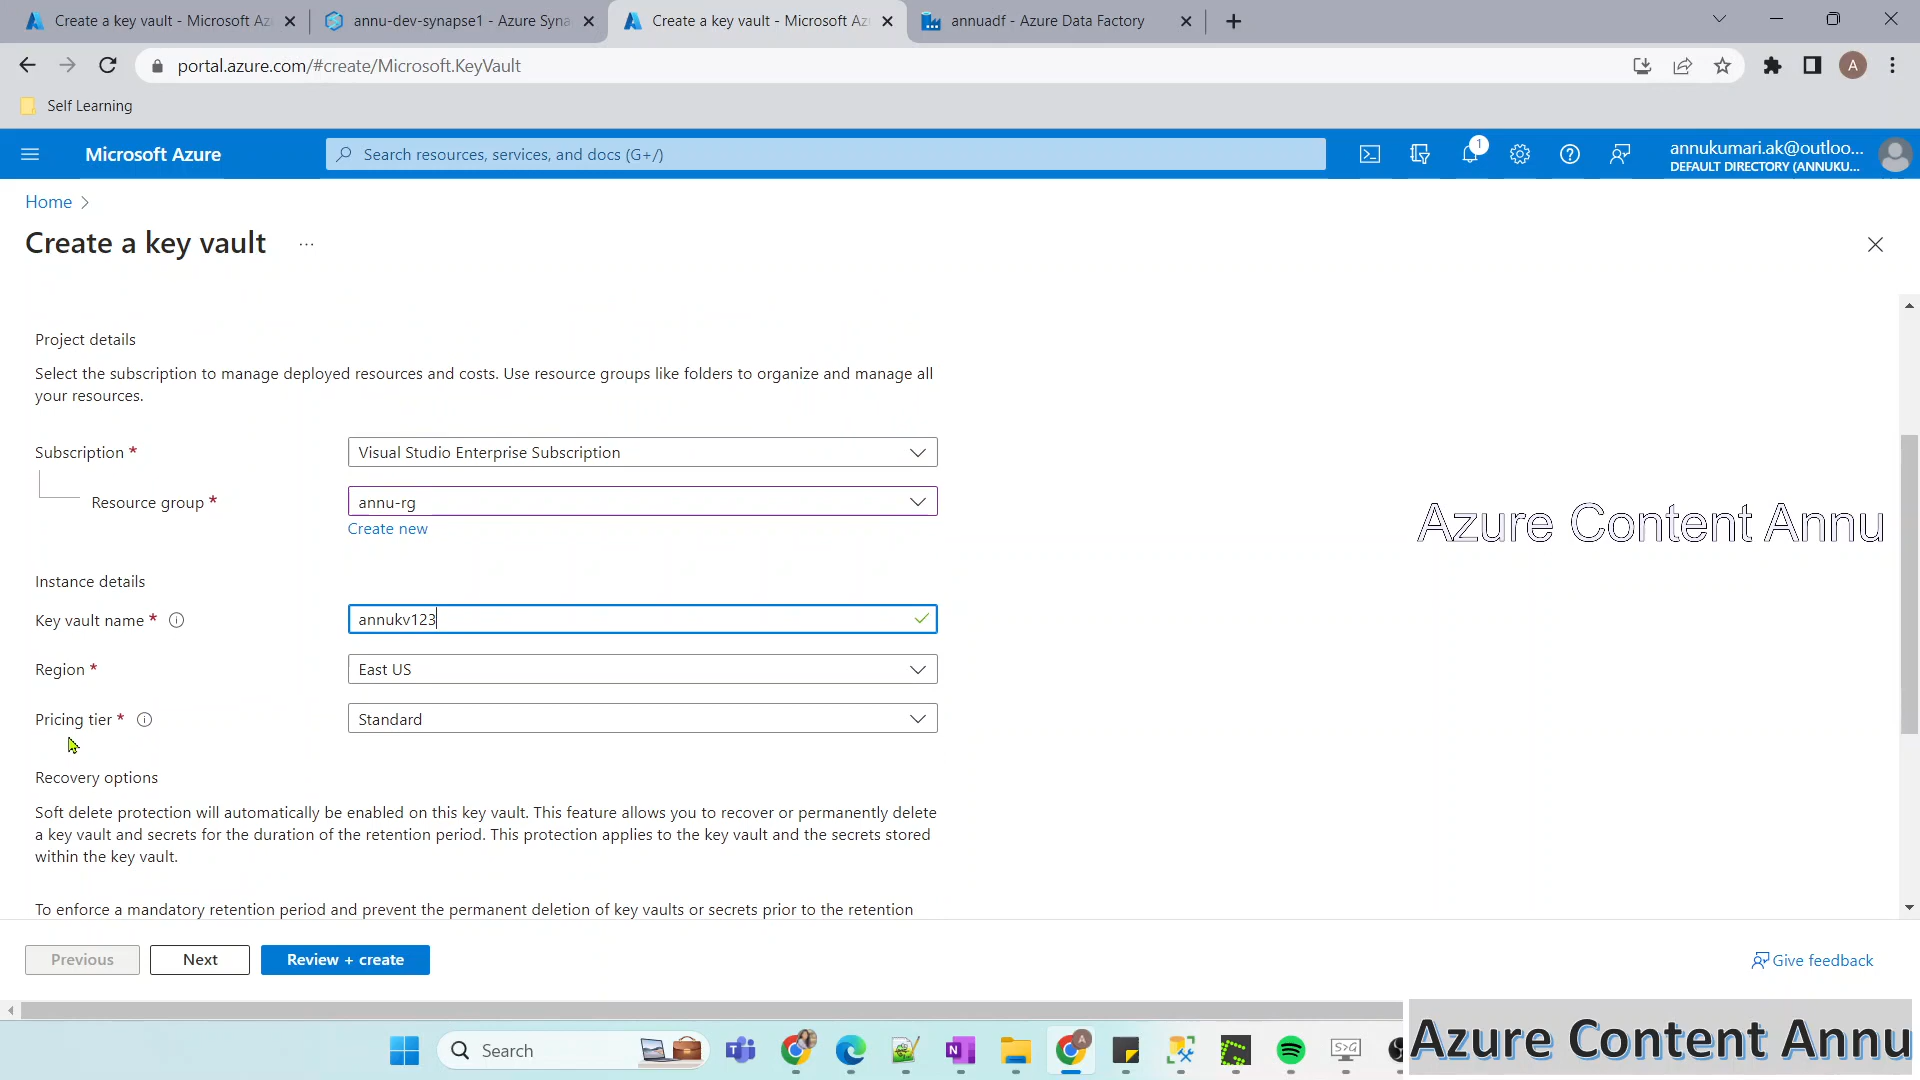 Create a key vault - Microsoft Az
annu-dev-synapse1 - Azure Syna
Create a key vault - Microsoft Az
annuadf - Azure Data Factory
portal.azure.com/#create/Microsoft.KeyVault
A
Self Learning
Microsoft Azure
Search resources, services, and docs (G+/)
1
annukumari.ak@outloo...
DEFAULT DIRECTORY (ANNUKU...
Home
Create a key vault
Project details
Select the subscription to manage deployed resources and costs. Use resource groups like folders to organize and manage all
your resources.
Subscription *
Visual Studio Enterprise Subscription
Resource group *
annu-rg
Create new
Azure Content Annu
Instance details
Key vault name *
annukv123
Region *
East US
Pricing tier *
Standard
Recovery options
Soft delete protection will automatically be enabled on this key vault. This feature allows you to recover or permanently delete
a key vault and secrets for the duration of the retention period. This protection applies to the key vault and the secrets stored
within the key vault.
To enforce a mandatory retention period and prevent the permanent deletion of key vaults or secrets prior to the retention
Previous
Next
Review + create
Give feedback
Search
Azure Content Annu